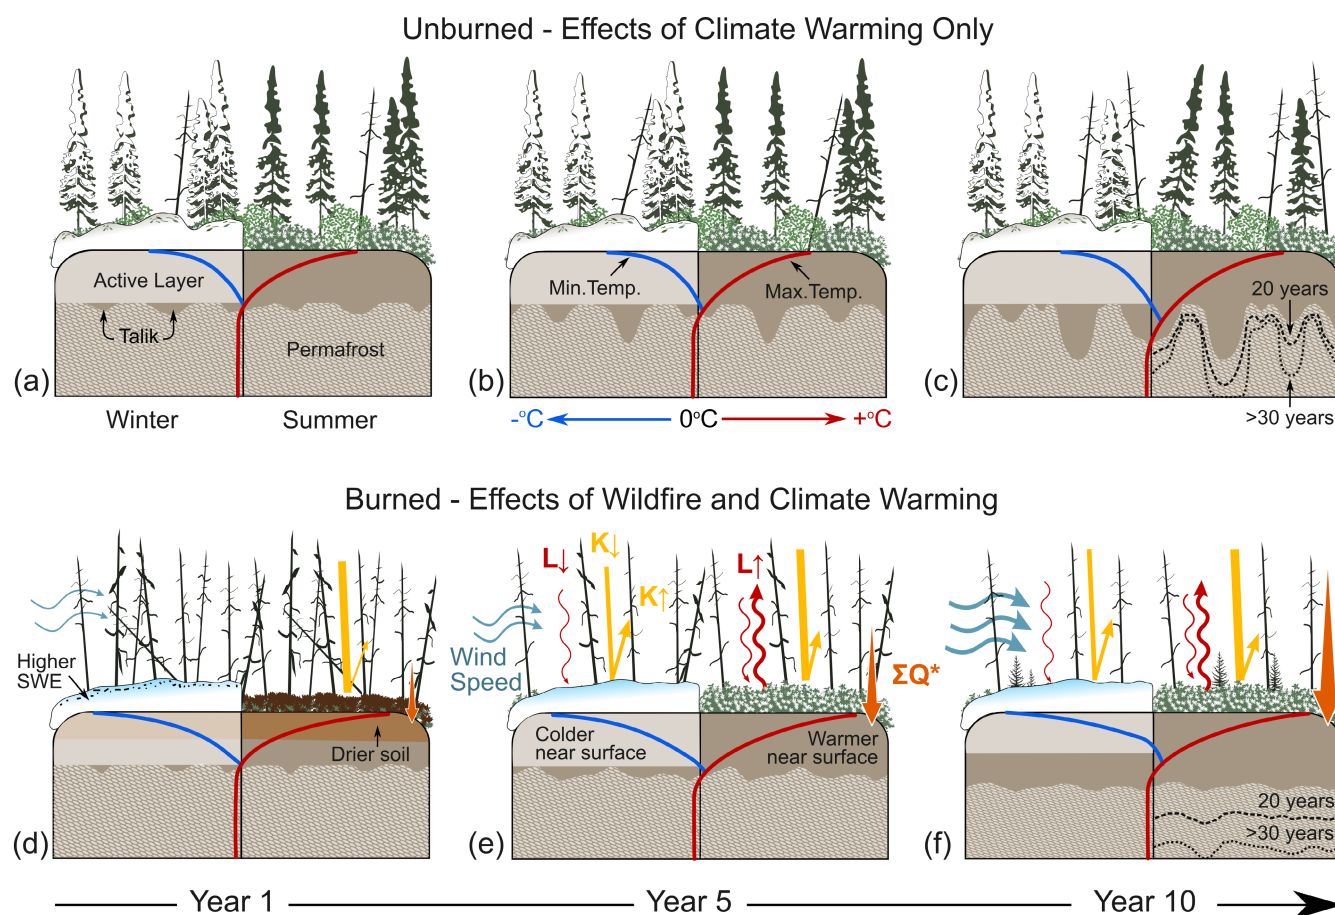 Unburned - Effects of Climate Warming Only
Active Layer
Talik
Permafrost
(a)
Winter
Summer
Min.Temp.
Max.Temp.
(b)
-°C
0°C
+°C
20 years
(c)
>30 years
Burned - Effects of Wildfire and Climate Warming
Higher
SWE
Drier soil
(d)
L↓
K↓
K↑
L↑
Wind
Speed
ΣQ*
Colder
near surface
Warmer
near surface
(e)
20 years
>30 years
(f)
Year 1
Year 5
Year 10